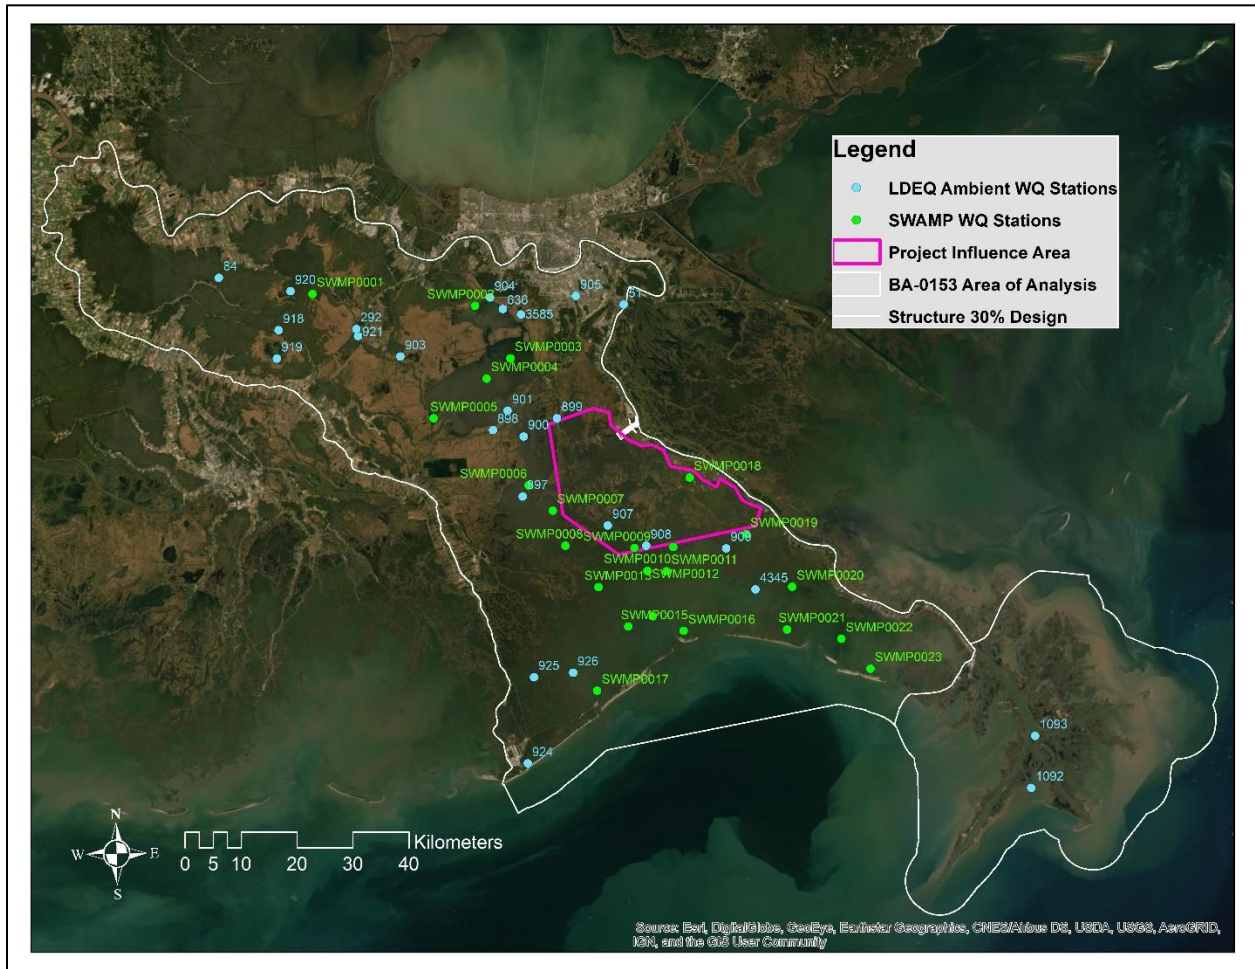 Legend
LDEQ Ambient WQ Stations
SWAMP WQ Stations
Project Influence Area
BA-0153 Area of Analysis
Structure 30% Design
84
920
SWMP0001
904
905
SWMP0002
636
51
3585
918
292
921
919
903
SWMP0003
SWMP0004
901
SWMP0005
899
898
900
SWMP0018
SWMP0006
897
SWMP0007
907
SWMP0019
SWMP0008
SWMP0009
908
909
SWMP0010
SWMP0011
SWMP0013
SWMP0012
4345
SWMP0020
SWMP0015
SWMP0016
SWMP0021
SWMP0022
925
926
SWMP0023
SWMP0017
1093
924
1092
N
W
E
S
Kilometers
0 5 10 20 30 40
Source: Esri, DigitalGlobe, GeoEye, Earthstar Geographics, CNES/Airbus DS, USDA, USGS, AeroGRID,
IGN, and the GIS User Community